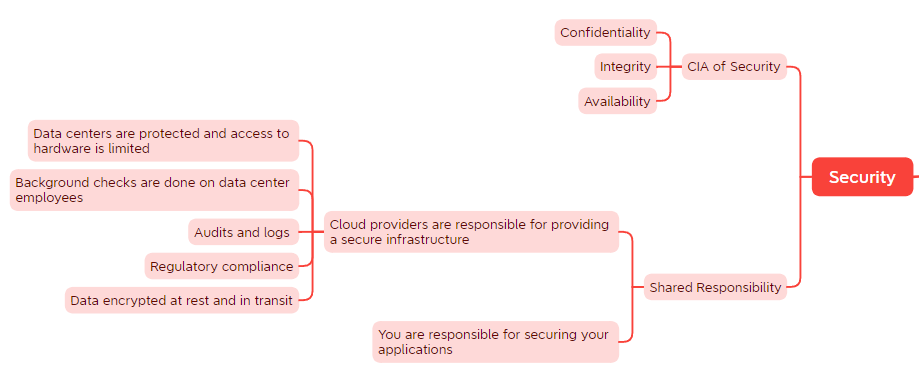 Confidentiality
Integrity
CIA of Security
Availability
Data centers are protected and access to
hardware is limited
Background checks are done on data center
employees
Security
Audits and logs
Cloud providers are responsible for providing
a secure infrastructure
Regulatory compliance
Shared Responsibility
Data encrypted at rest and in transit
You are responsible for securing your
applications